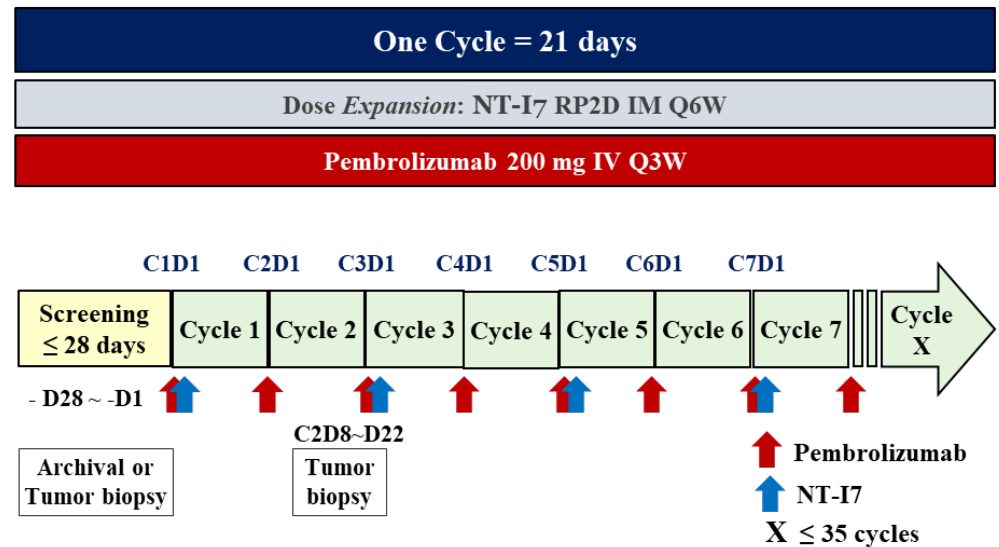 One Cycle = 21 days
Dose Expansion: NT-I7 RP2D IM Q6W
Pembrolizumab 200 mg IV Q3W
C1D1 C2D1 C3D1 C4D1 C5D1 C6D1 C7D1
Screening
≤ 28 days
Cycle 1 Cycle 2 Cycle 3 Cycle 4 Cycle 5 Cycle 6 Cycle 7
Cycle
X
- D28 ~ -D1
C2D8~D22
Archival or
Tumor biopsy
Tumor
biopsy
Pembrolizumab
NT-I7
X ≤ 35 cycles